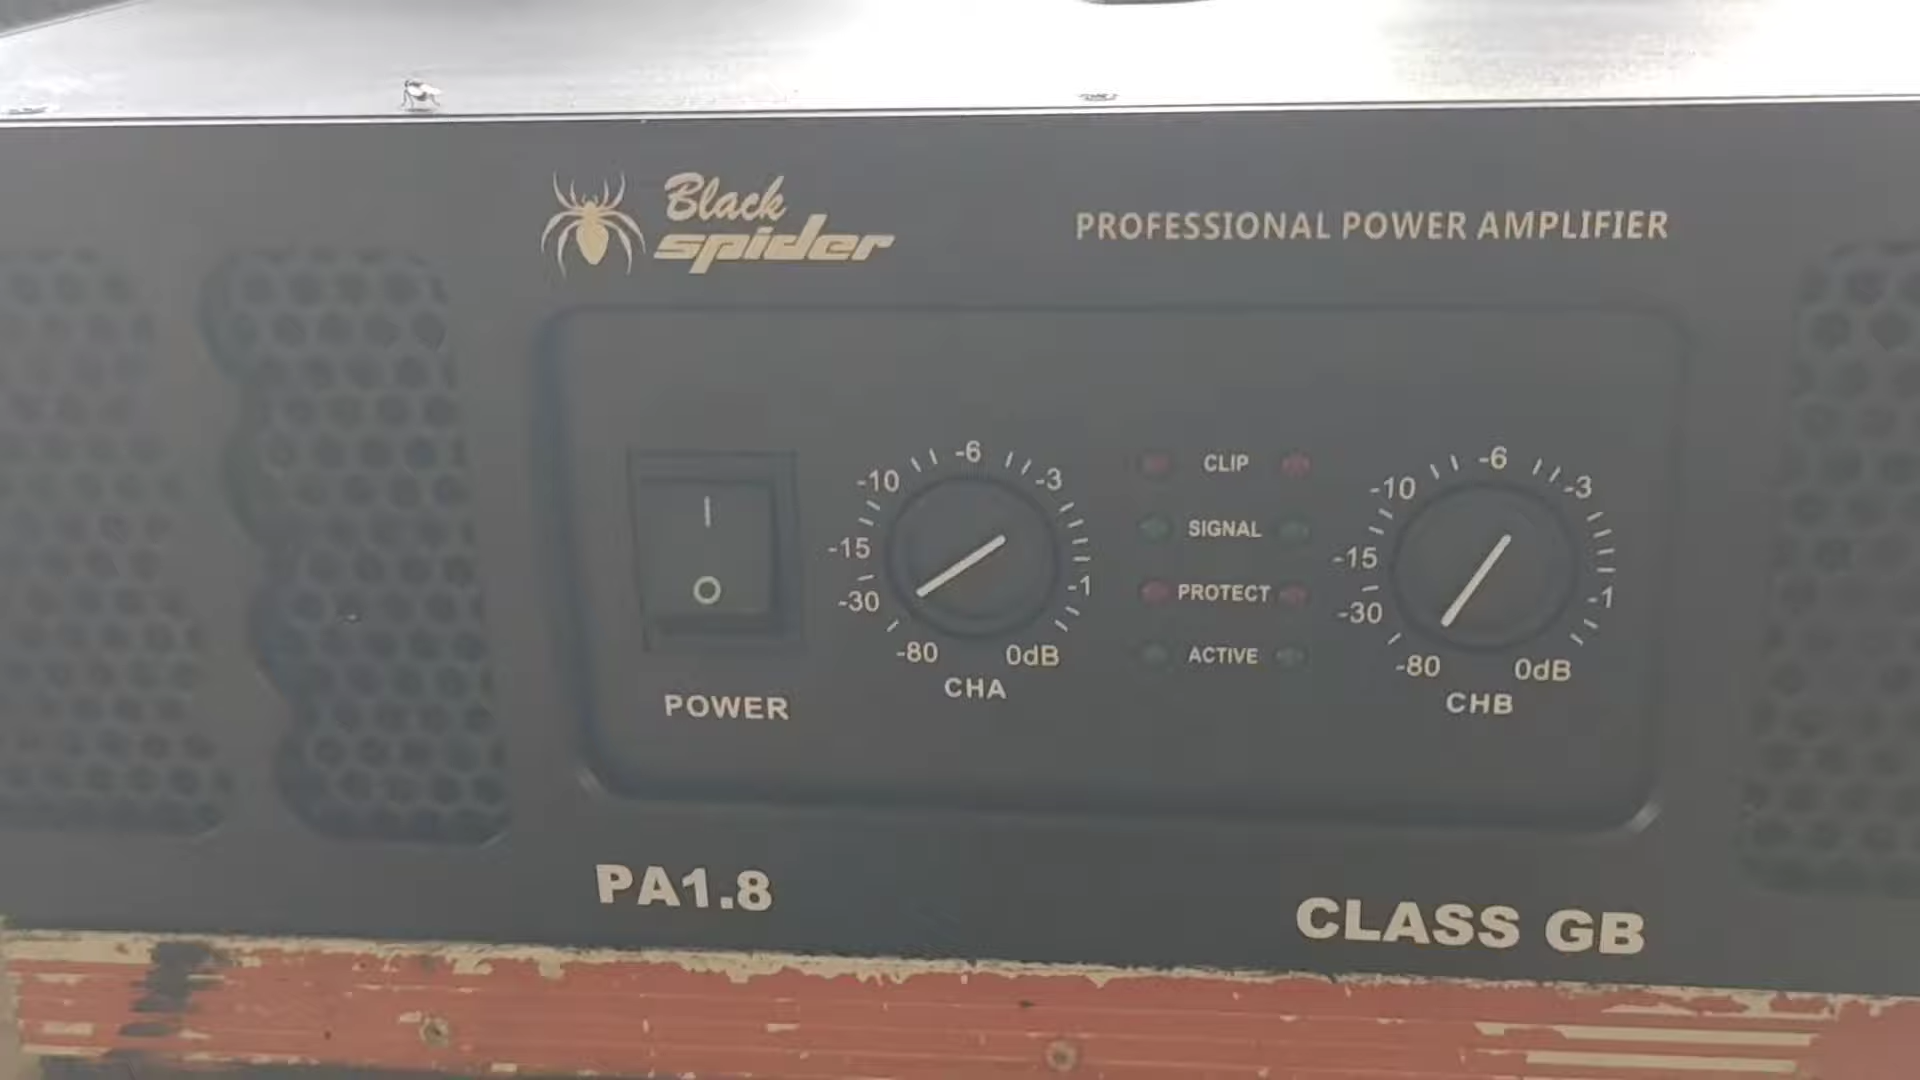 Black
spider
PROFESSIONAL POWER AMPLIFIER
-6
-3
-10
-15
-30
-80
-1
0dB
CHA
CLIP
SIGNAL
PROTECT
ACTIVE
-6
-3
-10
-15
-30
-80
-1
0dB
CHB
POWER
PA1.8
CLASS GB